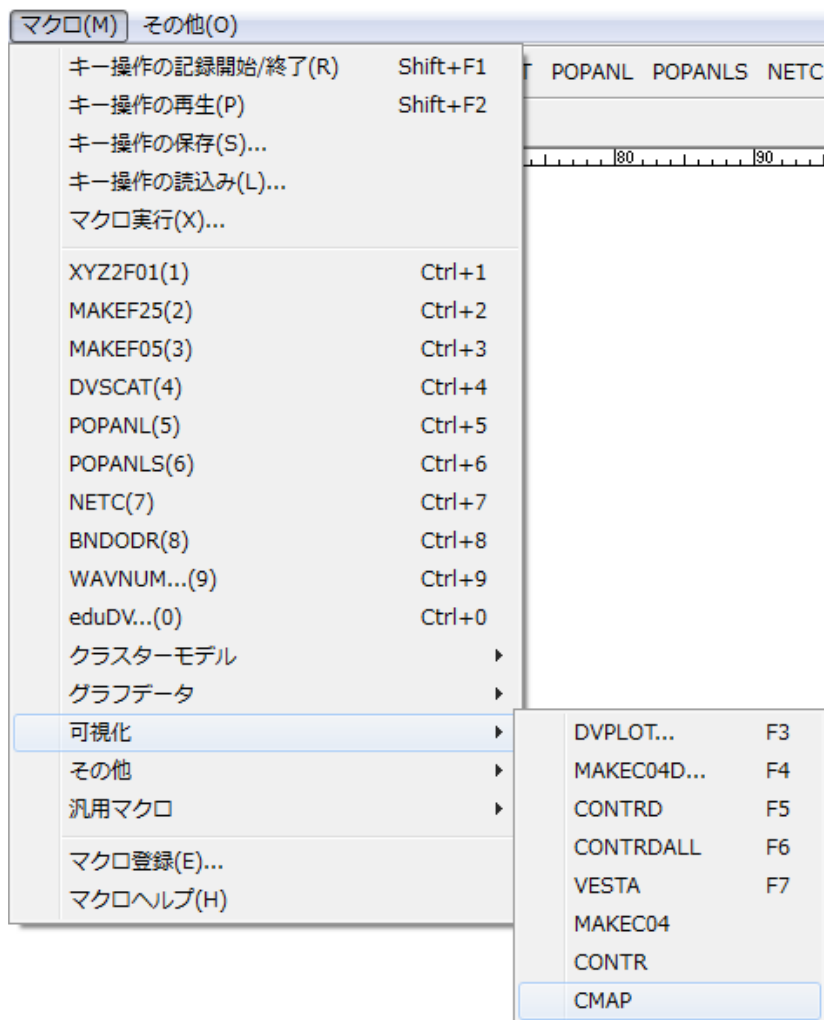 マクロ(M) その他(O)
キー操作の記録開始/終了(R) Shift+F1
POPANL POPANLS
キー操作の再生(P) Shift+F2
キー操作の保存(S)...
80 90
キー操作の読込み(L)...
マクロ実行(X)...
XYZ2F01(1) Ctrl+1
MAKEF25(2) Ctrl+2
MAKEF05(3) Ctrl+3
DVSCAT(4) Ctrl+4
POPANL(5) Ctrl+5
POPANLS(6) Ctrl+6
NETC(7) Ctrl+7
BNDODR(8) Ctrl+8
WAVNUM...(9) Ctrl+9
eduDV...(0) Ctrl+0
クラスターモデル
グラフデータ
可視化
その他
汎用マクロ
マクロ登録(E)...
マクロヘルプ(H)
DVPLOT... F3
MAKEC04D... F4
CONTRD F5
CONTRDALL F6
VESTA F7
MAKEC04
CONTR
CMAP